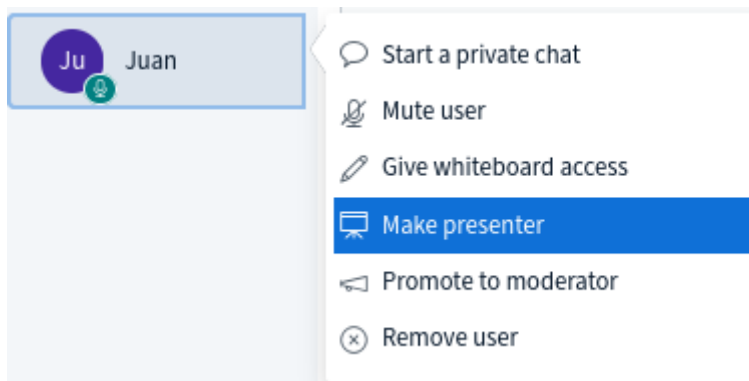 Ju Juan
Start a private chat
Mute user
Give whiteboard access
Make presenter
Promote to moderator
Remove user